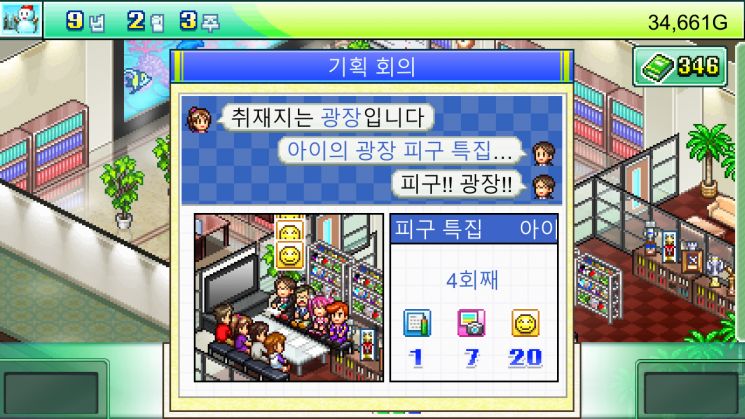 9년 2월 3주
34,661G
346
기획 회의
취재지는 광장입니다
아이의 광장 피구 특집...
피구!! 광장!!
피구 특집 아이
4회째
1 7 20